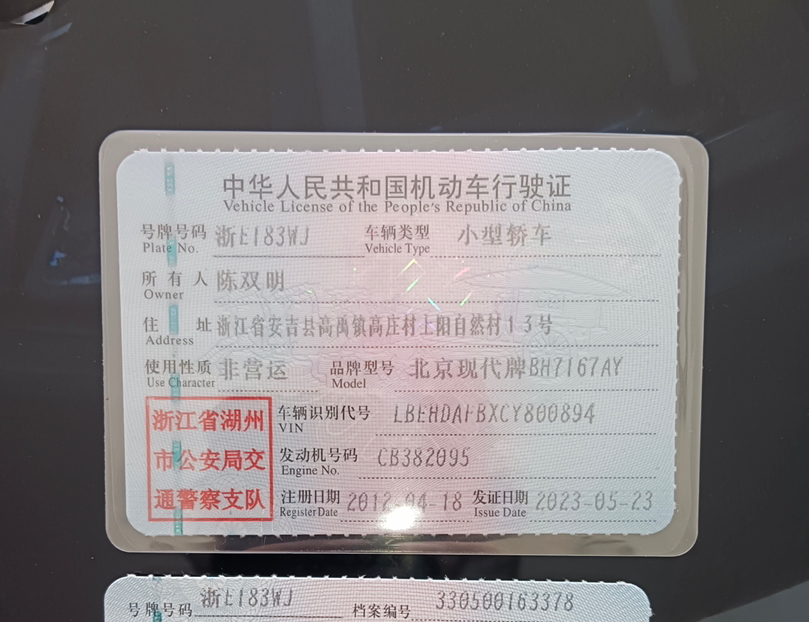 中华人民共和国机动车行驶证
Vehicle License of the People's Republic of China
号牌号码 浙E183WJ 车辆类型 小型轿车
Plate No. Vehicle Type
所有人 陈双明
Owner
住址 浙江省安吉县高禹镇高庄村上阳自然村13号
Address
使用性质 非营运 品牌型号 北京现代牌BH7167AY
Use Character Model
浙江省湖州
市公安局交
通警察支队
车辆识别代号 LBEHDAFBXCY800894
VIN
发动机号码 CB382095
Engine No.
注册日期 2012-04-18 发证日期 2023-05-23
Register Date Issue Date
号牌号码 浙E183WJ 档案编号 330500163378